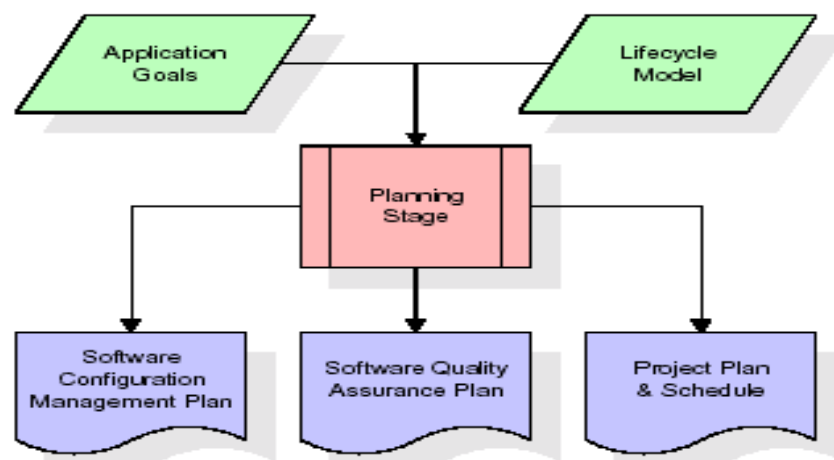 Application
Goals
Lifecycle
Model
Planning
Stage
Software
Configuration
Management Plan
Software Quality
Assurance Plan
Project Plan
& Schedule